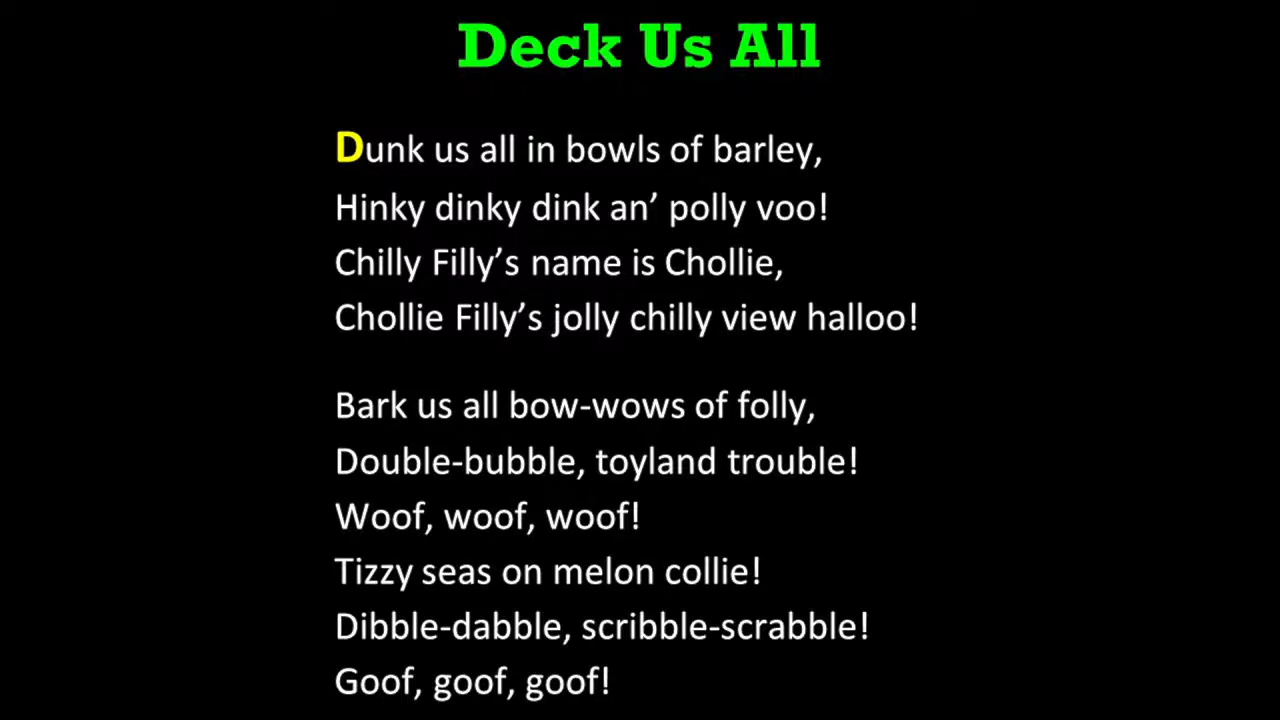 Deck Us All
Dunk us all in bowls of barley,
Hinky dinky dink an’ polly voo!
Chilly Filly’s name is Chollie,
Chollie Filly’s jolly chilly view halloo!
Bark us all bow-wows of folly,
Double-bubble, toyland trouble!
Woof, woof, woof!
Tizzy seas on melon collie!
Dibble-dabble, scribble-scrabble!
Goof, goof, goof!